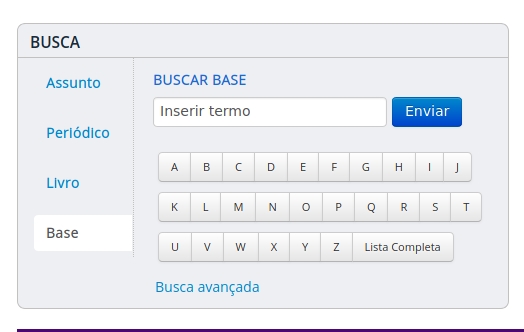 BUSCA
Assunto
Periódico
Livro
Base
BUSCAR BASE
Inserir termo Enviar
A B C D E F G H I J
K L M N O P Q R S T
U V W X Y Z Lista Completa
Busca avançada